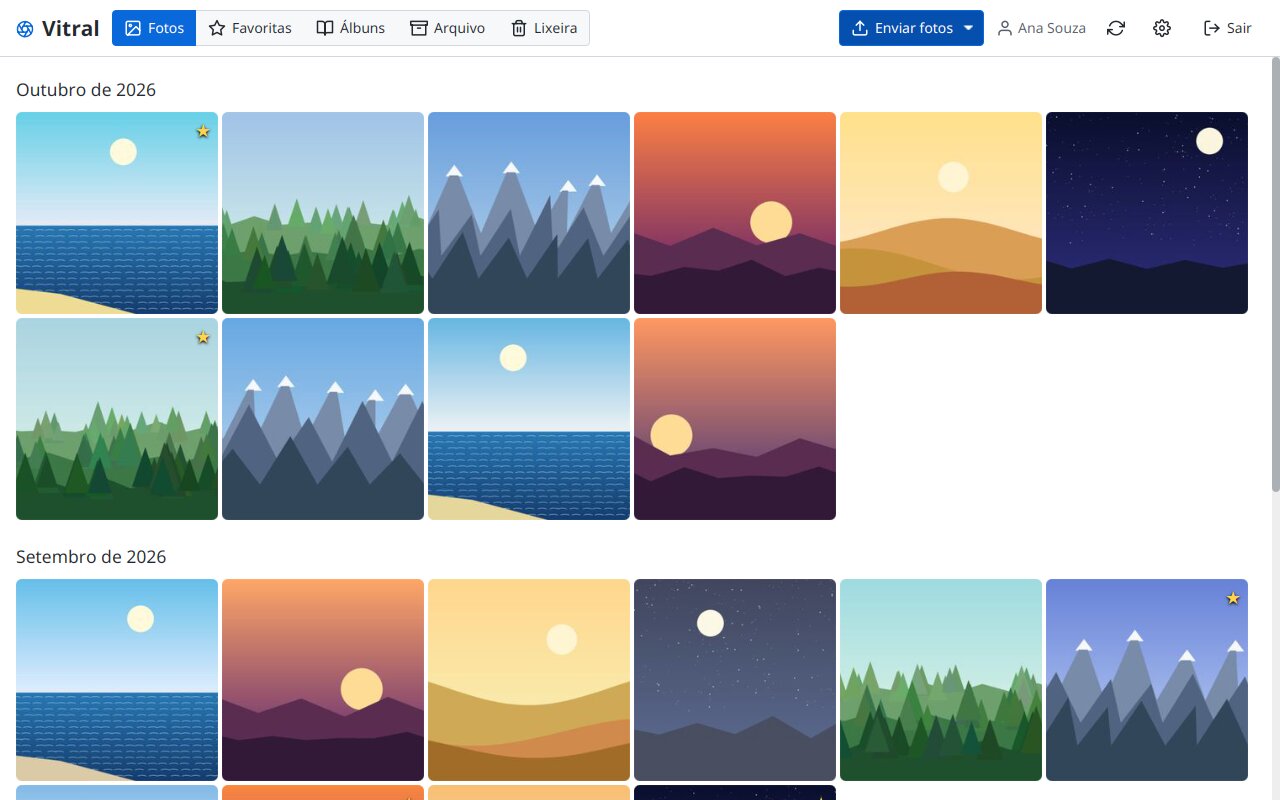 Vitral Fotos Favoritas Álbuns Arquivo Lixeira Enviar fotos Ana Souza Sair
Outubro de 2026
Setembro de 2026